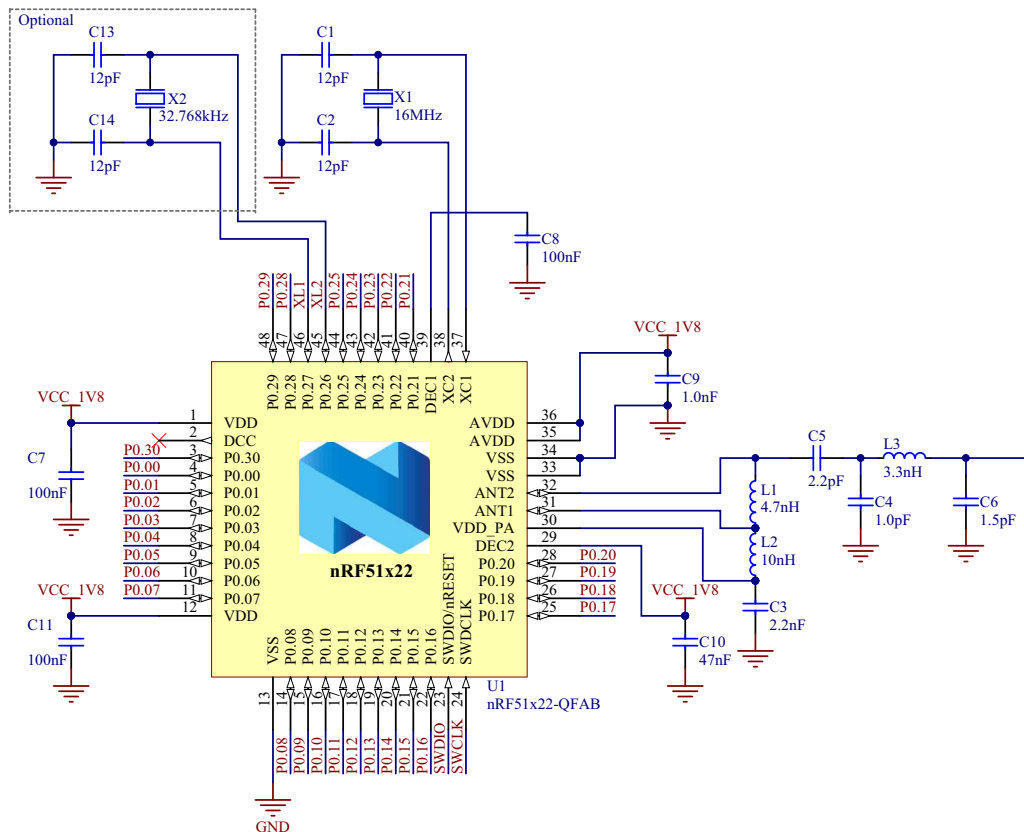 Optional
C13
12pF
X2
32.768kHz
C14
12pF
C1
12pF
X1
16MHz
C2
12pF
C8
100nF
P0.29
P0.28
XL1
XL2
P0.25
P0.24
P0.23
P0.22
P0.21
48
47
46
45
44
43
42
41
40
39
38
37
P0.29
P0.28
P0.27
P0.26
P0.25
P0.24
P0.23
P0.22
P0.21
DEC1
XC2
XC1
VCC_1V8
C7
100nF
1
VDD
2
DCC
P0.30
3
P0.30
P0.00
4
P0.00
P0.01
5
P0.01
P0.02
6
P0.02
P0.03
7
P0.03
P0.04
8
P0.04
P0.05
9
P0.05
P0.06
10
P0.06
P0.07
11
P0.07
VCC_1V8
12
VDD
C11
100nF
nRF51x22
VCC_1V8
C9
1.0nF
AVDD
36
AVDD
35
VSS
34
VSS
33
ANT2
32
ANT1
31
VDD_PA
30
DEC2
29
P0.20
28
P0.20
P0.19
27
P0.19
P0.18
26
P0.18
P0.17
25
P0.17
C5
2.2pF
L3
3.3nH
L1
4.7nH
C4
1.0pF
C6
1.5pF
L2
10nH
C3
2.2nF
VCC_1V8
C10
47nF
VSS
P0.08
P0.09
P0.10
P0.11
P0.12
P0.13
P0.14
P0.15
P0.16
SWDIO/nRESET
SWDCLK
U1
nRF51x22-QFAB
13
14
15
16
17
18
19
20
21
22
23
24
P0.08
P0.09
P0.10
P0.11
P0.12
P0.13
P0.14
P0.15
P0.16
SWDIO
SWCLK
GND